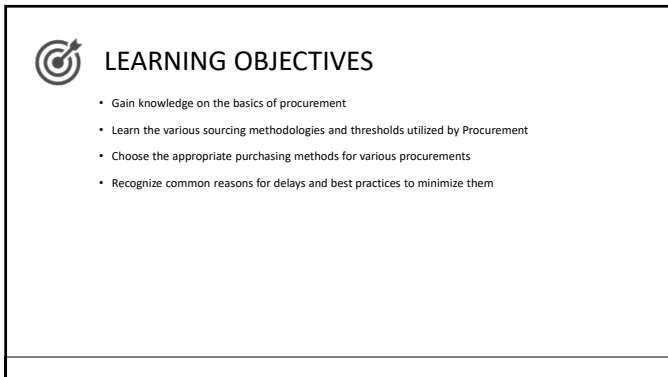 LEARNING OBJECTIVES
• Gain knowledge on the basics of procurement
• Learn the various sourcing methodologies and thresholds utilized by Procurement
• Choose the appropriate purchasing methods for various procurements
• Recognize common reasons for delays and best practices to minimize them